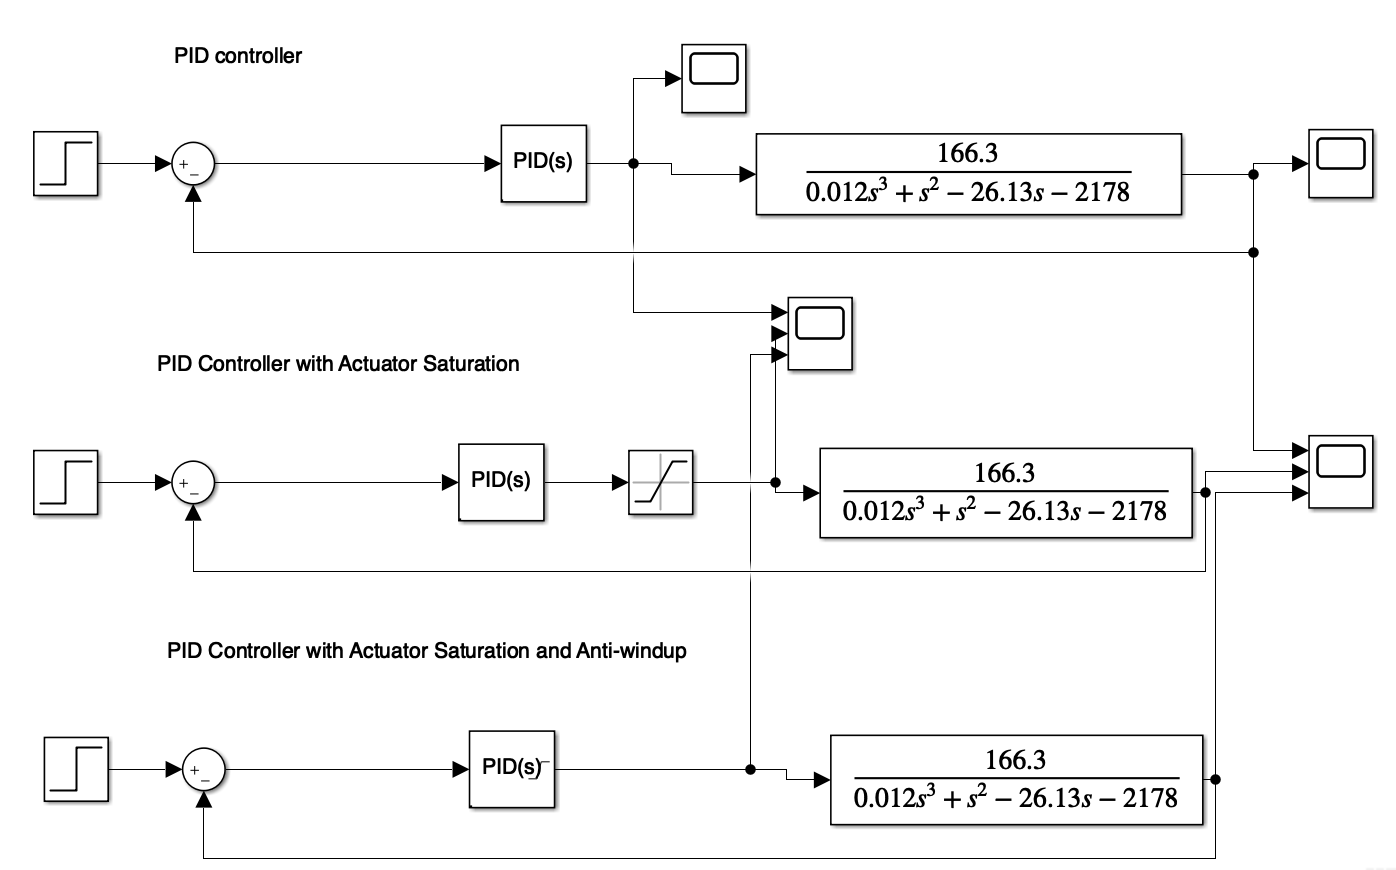 PID controller
+
−
PID(s)
166.3
0.012s³ + s² − 26.13s − 2178
PID Controller with Actuator Saturation
+
−
PID(s)
166.3
0.012s³ + s² − 26.13s − 2178
PID Controller with Actuator Saturation and Anti-windup
+
−
PID(s)
166.3
0.012s³ + s² − 26.13s − 2178